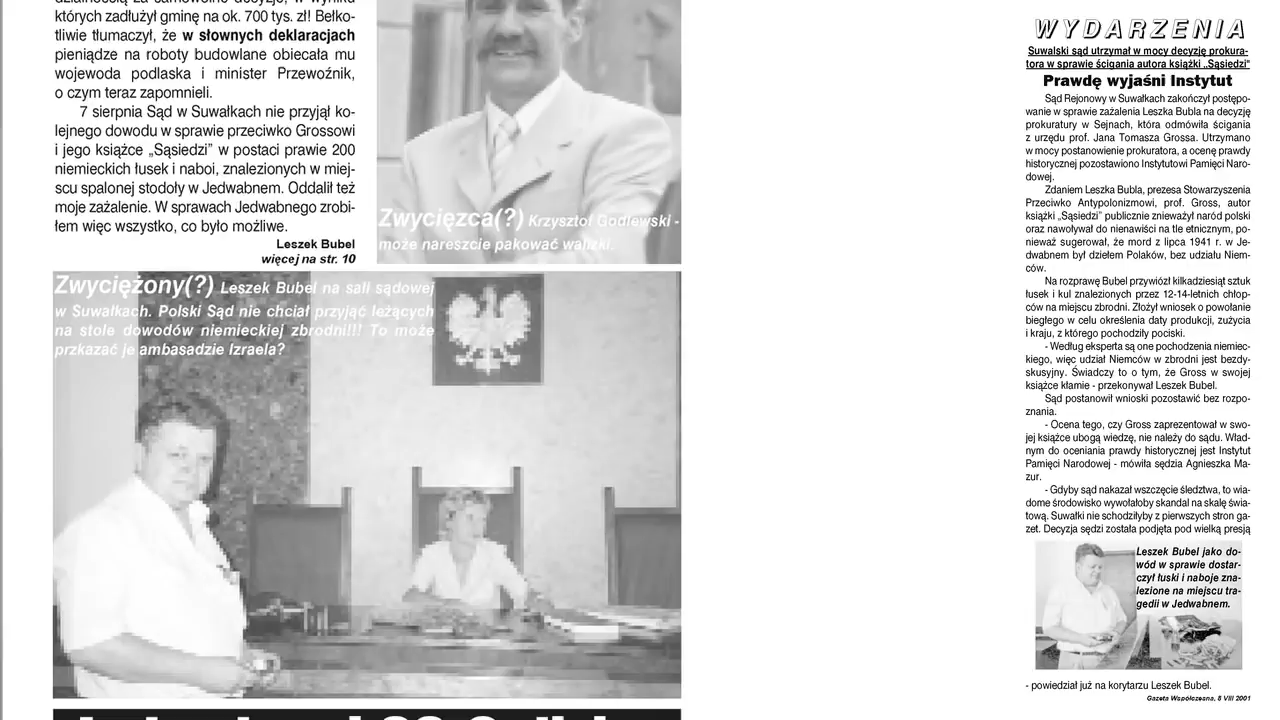 działnością za samowolne decyzje, w wyniku
których zadłużył gminę na ok. 700 tys. zł! Bełko-
tliwie tłumaczył, że w słownych deklaracjach
pieniądze na roboty budowlane obiecała mu
wojewoda podlaska i minister Przewoźnik,
o czym teraz zapomnieli.
7 sierpnia Sąd w Suwałkach nie przyjął ko-
lejnego dowodu w sprawie przeciwko Grossowi
i jego książce „Sąsiedzi” w postaci prawie 200
niemieckich łusek i naboi, znalezionych w miej-
scu spalonej stodoły w Jedwabnem. Oddalił też
moje zażalenie. W sprawach Jedwabnego zrobi-
łem więc wszystko, co było możliwe.
Leszek Bubel
więcej na str. 10
Zwycięzca(?) Krzysztof Godlewski -
może nareszcie pakować walizki.
Zwyciężony(?) Leszek Bubel na sali sądowej
w Suwałkach. Polski Sąd nie chciał przyjąć leżących
na stole dowodów niemieckiej zbrodni!!! To może
przkazać je ambasadzie Izraela?
WYDARZENIA
Suwalski sąd utrzymał w mocy decyzję prokura-
tora w sprawie ścigania autora książki „Sąsiedzi”
Prawdę wyjaśni Instytut
Sąd Rejonowy w Suwałkach zakończył postępo-
wanie w sprawie zażalenia Leszka Bubla na decyzję
prokuratury w Sejnach, która odmówiła ścigania
z urzędu prof. Jana Tomasza Grossa. Utrzymano
w mocy postanowienie prokuratora, a ocenę prawdy
historycznej pozostawiono Instytutowi Pamięci Naro-
dowej.
Zdaniem Leszka Bubla, prezesa Stowarzyszenia
Przeciwko Antypolonizmowi, prof. Gross, autor
książki „Sąsiedzi” publicznie znieważył naród polski
oraz nawoływał do nienawiści na tle etnicznym, po-
nieważ sugerował, że mord z lipca 1941 r. w Je-
dwabnem był dziełem Polaków, bez udziału Niem-
ców.
Na rozprawę Bubel przywiózł kilkadziesiąt sztuk
łusek i kul znalezionych przez 12-14-letnich chłop-
ców na miejscu zbrodni. Złożył wniosek o powołanie
biegłego w celu określenia daty produkcji, zużycia
i kraju, z którego pochodziły pociski.
- Według eksperta są one pochodzenia niemiec-
kiego, więc udział Niemców w zbrodni jest bezdy-
skusyjny. Świadczy to o tym, że Gross w swojej
książce kłamie - przekonywał Leszek Bubel.
Sąd postanowił wnioski pozostawić bez rozpo-
znania.
- Ocena tego, czy Gross zaprezentował w swo-
jej książce ubogą wiedzę, nie należy do sądu. Wład-
nym do oceniania prawdy historycznej jest Instytut
Pamięci Narodowej - mówiła sędzia Agnieszka Ma-
zur.
- Gdyby sąd nakazał wszczęcie śledztwa, to wia-
dome środowisko wywołałoby skandal na skalę świa-
tową. Suwałki nie schodziłyby z pierwszych stron ga-
zet. Decyzja sędzi została podjęta pod wielką presją
Leszek Bubel jako do-
wód w sprawie dostar-
czył łuski i naboje zna-
lezione na miejscu tra-
gedii w Jedwabnem.
- powiedział już na korytarzu Leszek Bubel.
Gazeta Współczesna, 8 VIII 2001